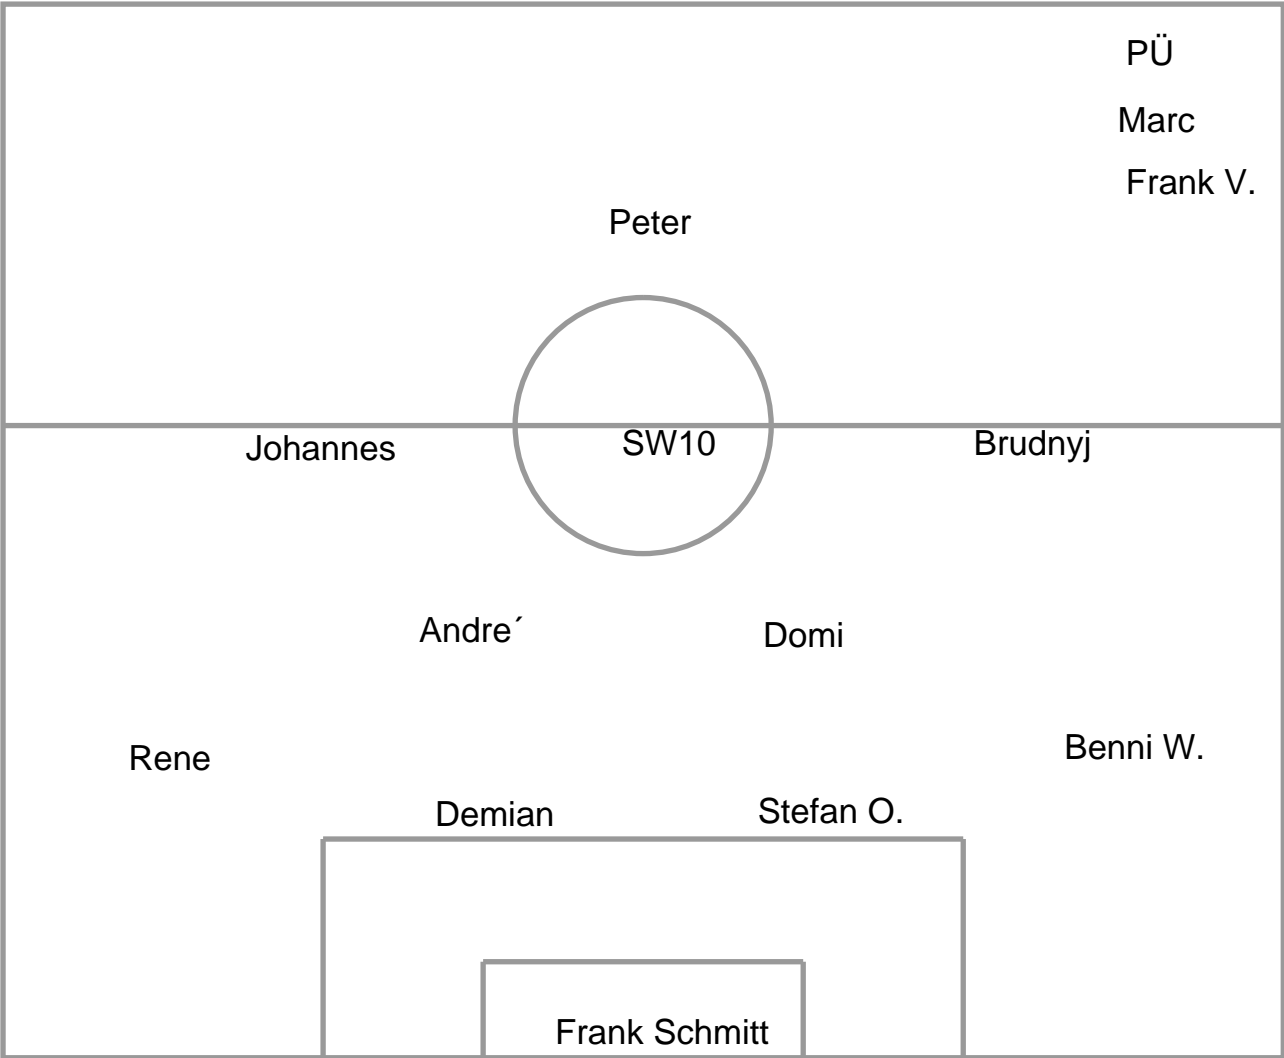 PÜ
Marc
Frank V.
Peter
Johannes
SW10
Brudnyj
Andre´
Domi
Rene
Benni W.
Demian
Stefan O.
Frank Schmitt